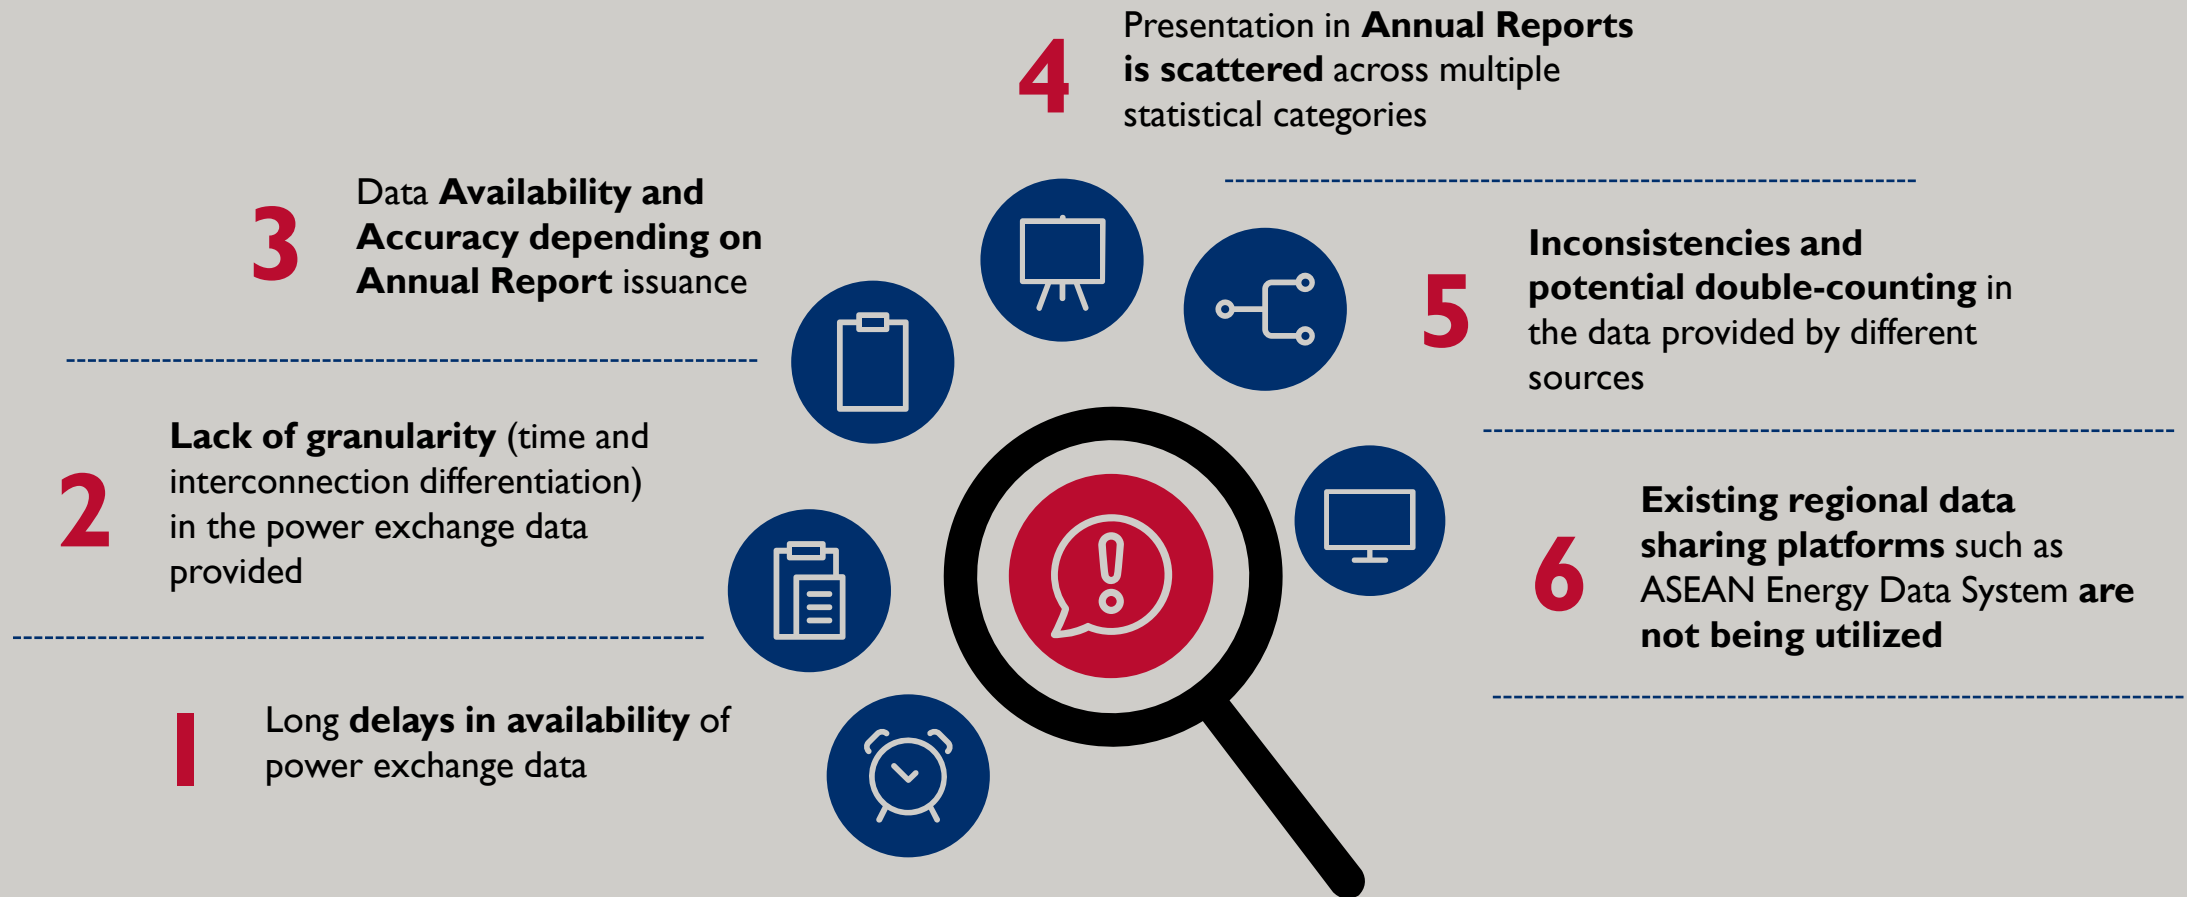 4
Presentation in Annual Reports
is scattered across multiple
statistical categories
3
Data Availability and
Accuracy depending on
Annual Report issuance
5
Inconsistencies and
potential double-counting in
the data provided by different
sources
2
Lack of granularity (time and
interconnection differentiation)
in the power exchange data
provided
6
Existing regional data
sharing platforms such as
ASEAN Energy Data System are
not being utilized
1
Long delays in availability of
power exchange data